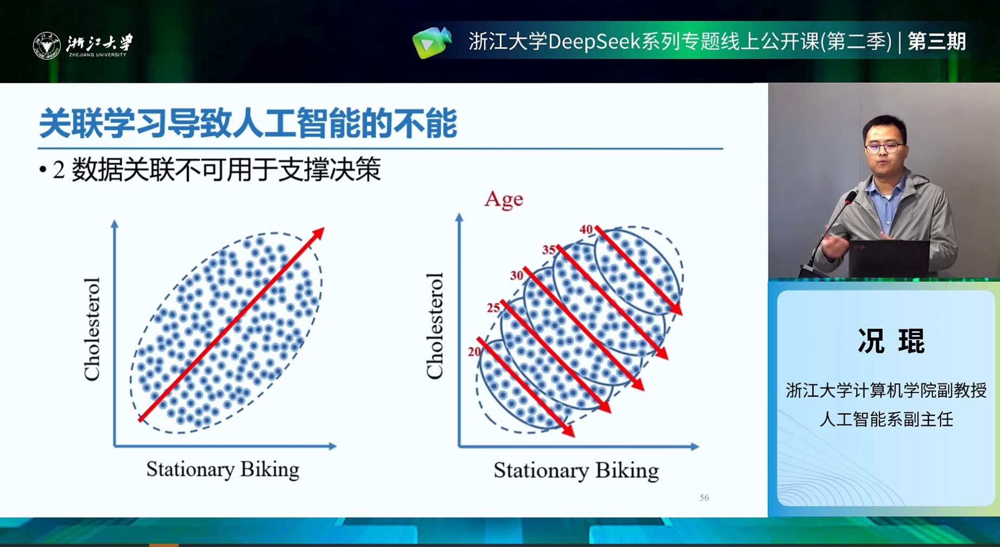 浙江大学
ZHEJIANG UNIVERSITY
浙江大学DeepSeek系列专题线上公开课(第二季) | 第三期
关联学习导致人工智能的不能
• 2 数据关联不可用于支撑决策
Cholesterol
Stationary Biking
Age
40
35
30
25
20
Cholesterol
Stationary Biking
56
况 琨
浙江大学计算机学院副教授
人工智能系副主任